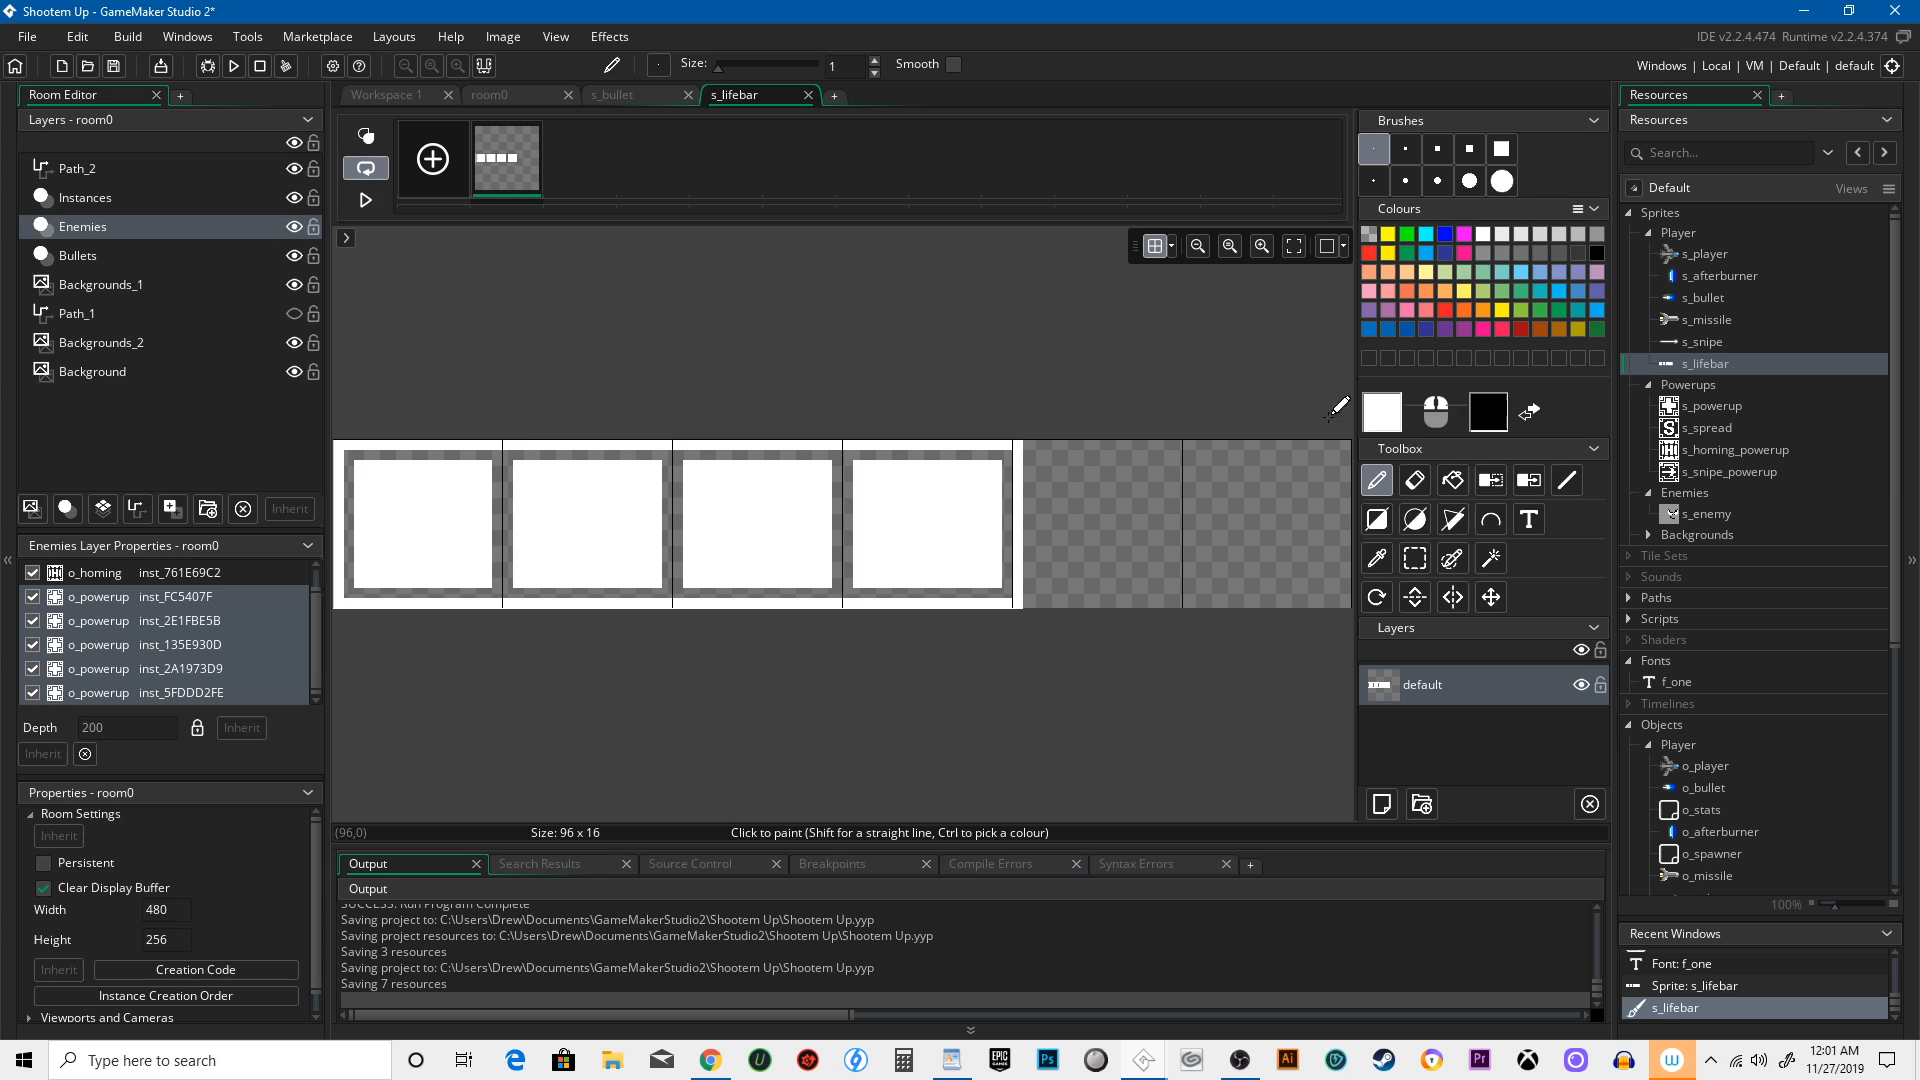 Shootem Up - GameMaker Studio 2*
File Edit Build Windows Tools Marketplace Layouts Help Image View Effects
IDE v2.2.4.474 Runtime v2.2.4.374
Size: 1 Smooth
Windows | Local | VM | Default | default
Room Editor
Workspace 1 room0 s_bullet s_lifebar
Resources
Layers - room0
Brushes
Resources
Search...
Path_2
Instances
Enemies
Bullets
Backgrounds_1
Path_1
Backgrounds_2
Background
Inherit
Colours
Default Views
Sprites
Player
s_player
s_afterburner
s_bullet
s_missile
s_snipe
s_lifebar
Powerups
s_powerup
S s_spread
s_homing_powerup
s_snipe_powerup
Enemies
s_enemy
Backgrounds
Tile Sets
Sounds
Paths
Scripts
Shaders
Fonts
T f_one
Timelines
Objects
Player
o_player
o_bullet
o_stats
o_afterburner
o_spawner
o_missile
100%
Toolbox
T
Layers
default
Enemies Layer Properties - room0
o_homing inst_761E69C2
o_powerup inst_FC5407F
o_powerup inst_2E1FBE5B
o_powerup inst_135E930D
o_powerup inst_2A1973D9
o_powerup inst_5FDDD2FE
Depth 200 Inherit
Inherit
Properties - room0
Room Settings
Inherit
Persistent
Clear Display Buffer
Width 480
Height 256
Inherit Creation Code
Instance Creation Order
Viewports and Cameras
(96,0) Size: 96 x 16 Click to paint (Shift for a straight line, Ctrl to pick a colour)
Output Search Results Source Control Breakpoints Compile Errors Syntax Errors
Output
SUCCESS: Run Program Complete
Saving project to: C:\Users\Drew\Documents\GameMakerStudio2\Shootem Up\Shootem Up.yyp
Saving project resources to: C:\Users\Drew\Documents\GameMakerStudio2\Shootem Up\Shootem Up.yyp
Saving 3 resources
Saving project to: C:\Users\Drew\Documents\GameMakerStudio2\Shootem Up\Shootem Up.yyp
Saving 7 resources
Recent Windows
T Font: f_one
Sprite: s_lifebar
s_lifebar
Type here to search
EPIC GAMES
Ps
Ai
Pr
W
12:01 AM
11/27/2019